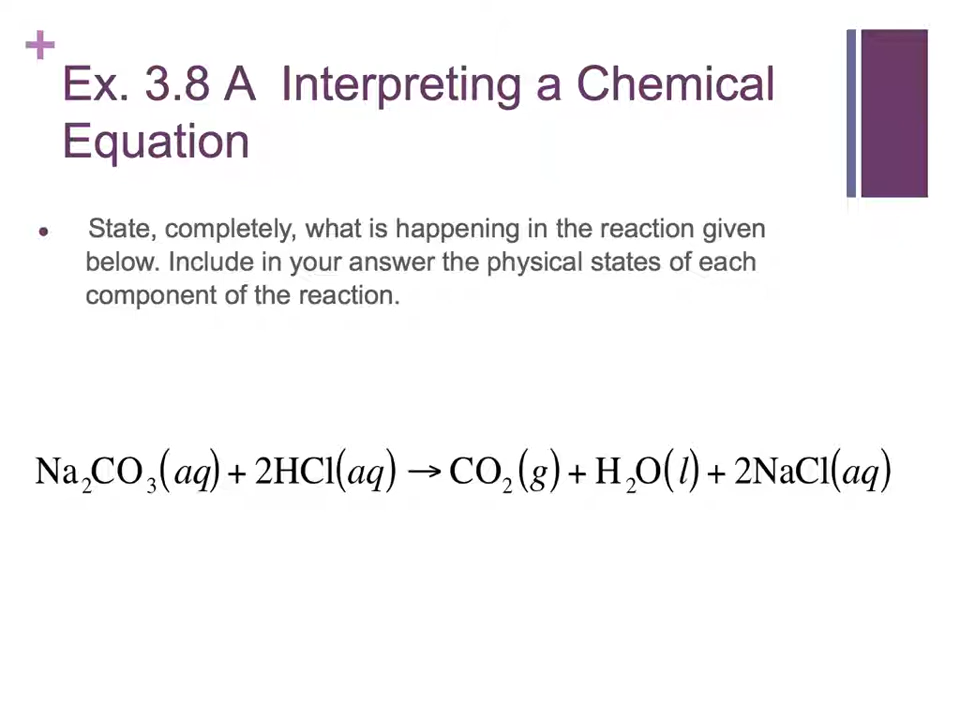 +
Ex. 3.8 A Interpreting a Chemical
Equation
• State, completely, what is happening in the reaction given
below. Include in your answer the physical states of each
component of the reaction.
Na₂CO₃(aq) + 2HCl(aq) → CO₂(g) + H₂O(l) + 2NaCl(aq)